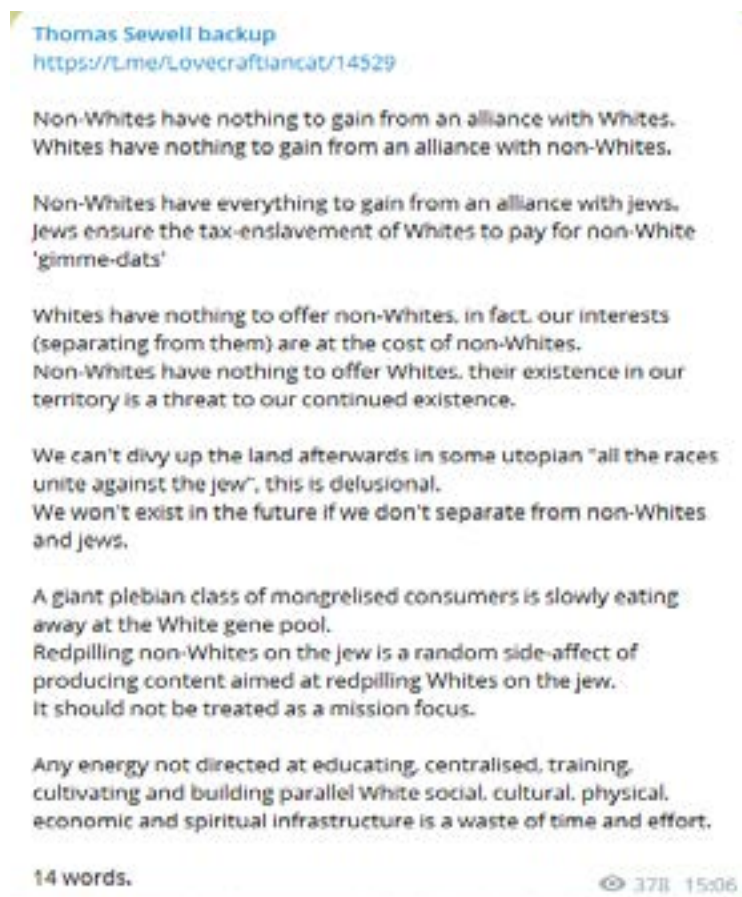 Thomas Sewell backup
https://t.me/Lovecraftiancat/14529
Non-Whites have nothing to gain from an alliance with Whites.
Whites have nothing to gain from an alliance with non-Whites.
Non-Whites have everything to gain from an alliance with jews.
Jews ensure the tax-enslavement of Whites to pay for non-White
'gimme-dats'
Whites have nothing to offer non-Whites, in fact, our interests
(separating from them) are at the cost of non-Whites.
Non-Whites have nothing to offer Whites, their existence in our
territory is a threat to our continued existence.
We can't divy up the land afterwards in some utopian "all the races
unite against the jew", this is delusional.
We won't exist in the future if we don't separate from non-Whites
and jews.
A giant plebian class of mongrelised consumers is slowly eating
away at the White gene pool.
Redpilling non-Whites on the jew is a random side-affect of
producing content aimed at redpilling Whites on the jew.
It should not be treated as a mission focus.
Any energy not directed at educating, centralised, training,
cultivating and building parallel White social, cultural, physical,
economic and spiritual infrastructure is a waste of time and effort.
14 words.
378 15:06